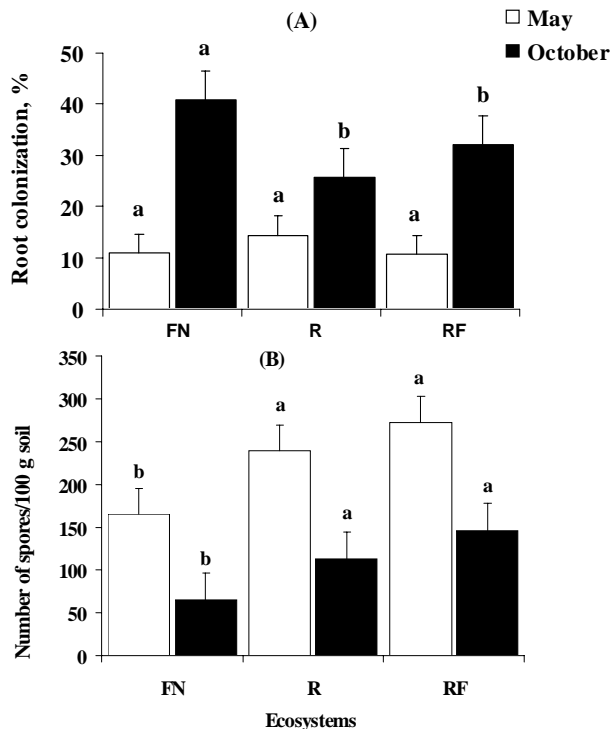 (A)
May
October
Root colonization, %
50
40
30
20
10
0
a
a
a
b
a
b
FN R RF
(B)
Number of spores/100 g soil
350
300
250
200
150
100
50
0
b
b
a
a
a
a
FN R RF
Ecosystems